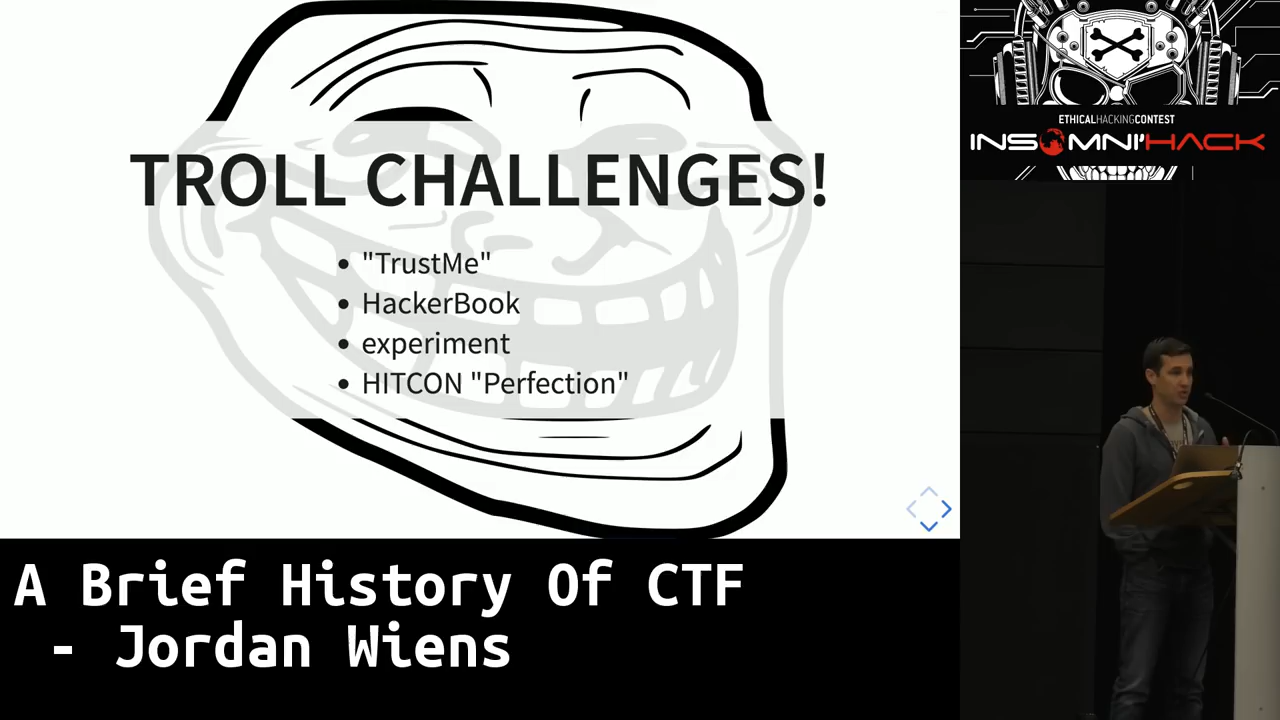 TROLL CHALLENGES!
"TrustMe"
HackerBook
experiment
HITCON "Perfection"
ETHICALHACKINGCONTEST
INSOMNI'HACK
A Brief History Of CTF
- Jordan Wiens